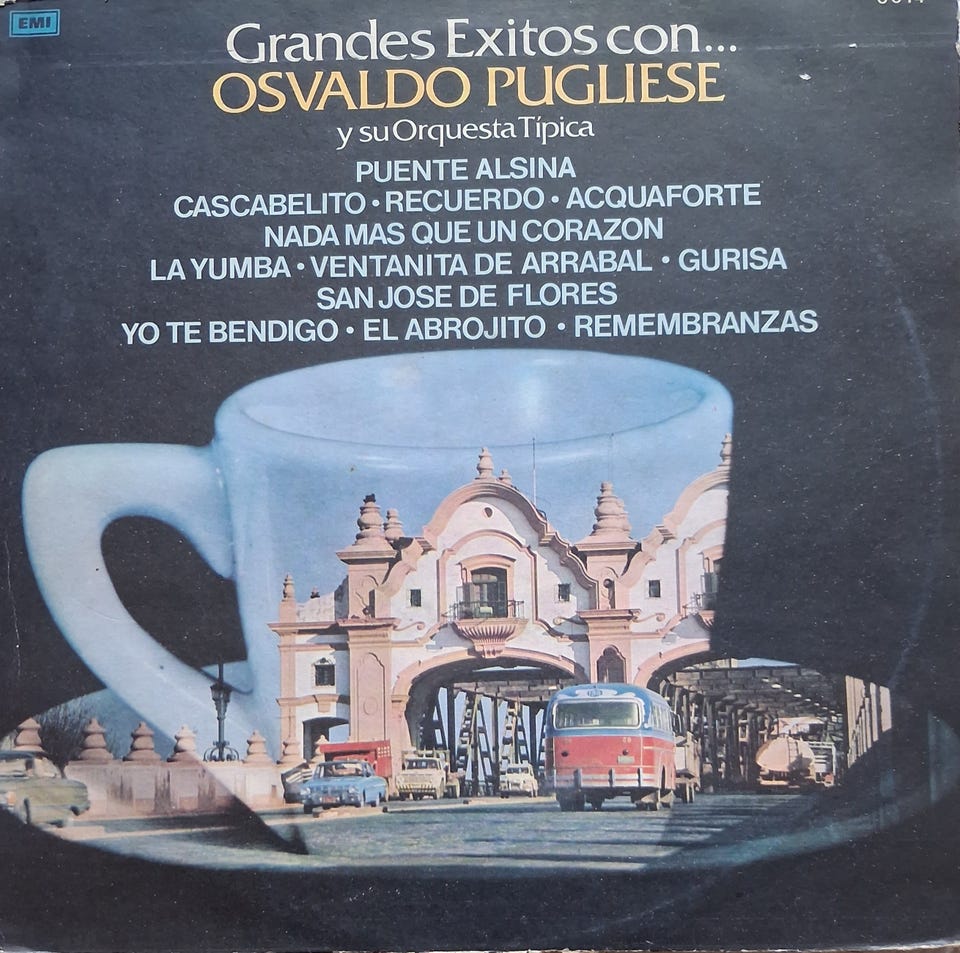 EMI
Grandes Exitos con...
OSVALDO PUGLIESE
y su Orquesta Típica
PUENTE ALSINA
CASCABELITO • RECUERDO • ACQUAFORTE
NADA MAS QUE UN CORAZON
LA YUMBA • VENTANITA DE ARRABAL • GURISA
SAN JOSE DE FLORES
YO TE BENDIGO • EL ABROJITO • REMEMBRANZAS